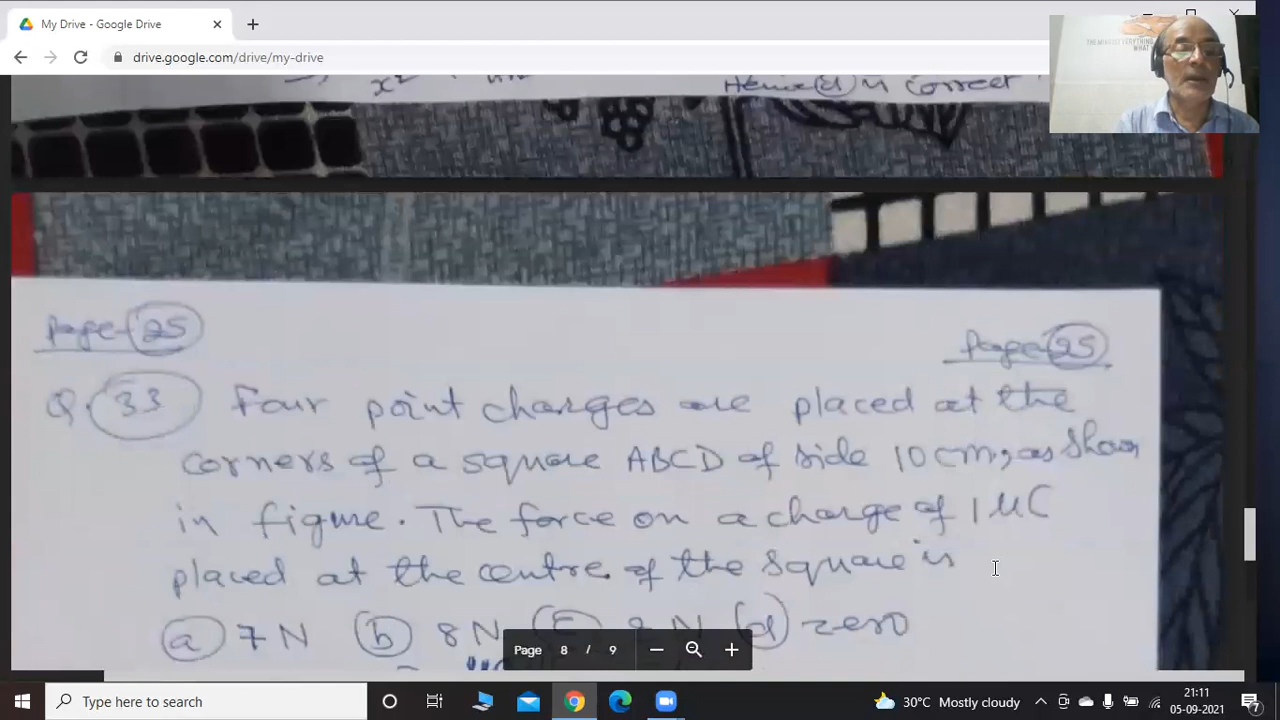 My Drive - Google Drive
drive.google.com/drive/my-drive
x²
Hence (d) is correct
Page-25
Page-25
Q. 33 Four point charges are placed at the
corners of a square ABCD of side 10 cm, as shown
in figure. The force on a charge of 1 μC
placed at the centre of the square is
(a) 7 N (b) 8 N (c) N (d) zero
Page 8 / 9
Type here to search
30°C Mostly cloudy
21:11
05-09-2021
7